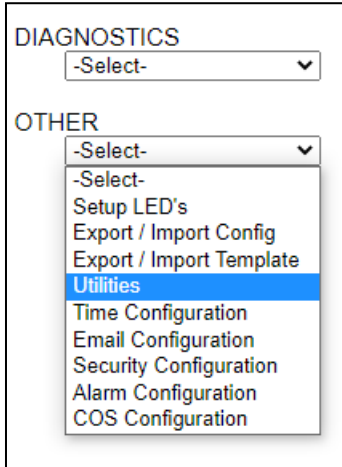 DIAGNOSTICS
-Select-
OTHER
-Select-
-Select-
Setup LED's
Export / Import Config
Export / Import Template
Utilities
Time Configuration
Email Configuration
Security Configuration
Alarm Configuration
COS Configuration